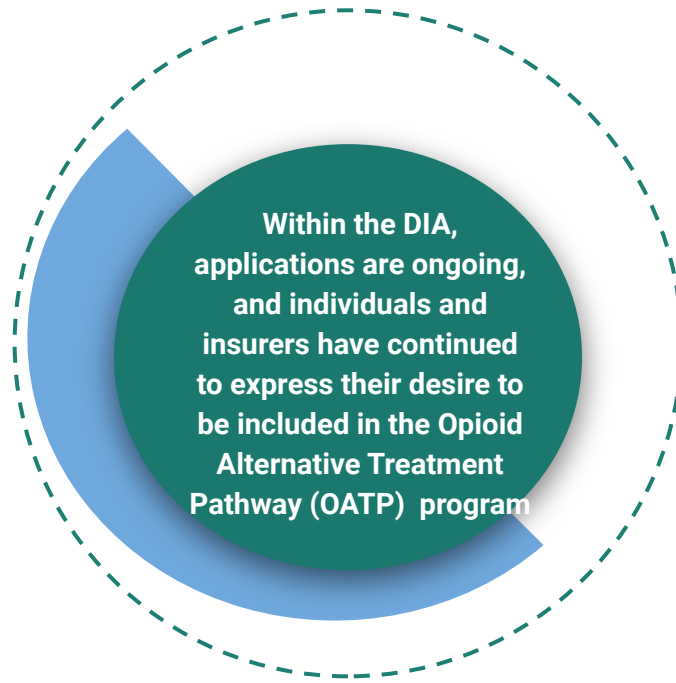 Within the DIA,
applications are ongoing,
and individuals and
insurers have continued
to express their desire to
be included in the Opioid
Alternative Treatment
Pathway (OATP)  program